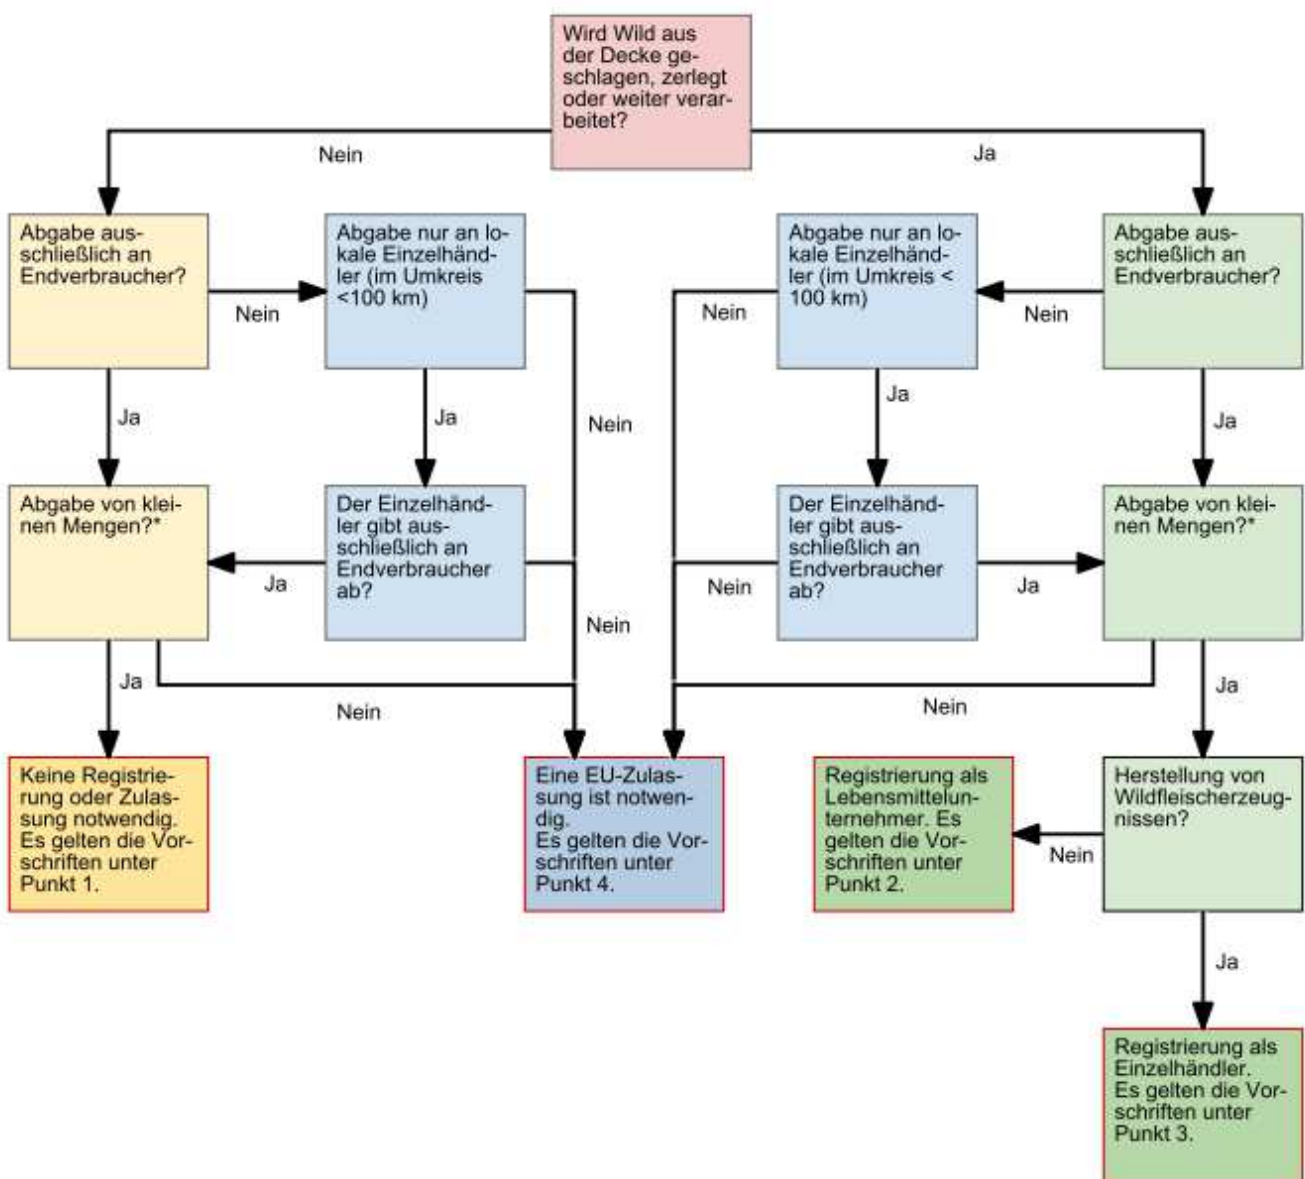 Wird Wild aus
der Decke ge-
schlagen, zerlegt
oder weiter verar-
beitet?
Nein
Ja
Abgabe aus-
schließlich an
Endverbraucher?
Nein
Abgabe nur an lo-
kale Einzelhänd-
ler (im Umkreis
<100 km)
Nein
Abgabe nur an lo-
kale Einzelhänd-
ler (im Umkreis <
100 km)
Nein
Nein
Abgabe aus-
schließlich an
Endverbraucher?
Ja
Ja
Ja
Ja
Abgabe von klei-
nen Mengen?*
Ja
Der Einzelhänd-
ler gibt aus-
schließlich an
Endverbraucher
ab?
Nein
Der Einzelhänd-
ler gibt aus-
schließlich an
Endverbraucher
ab?
Nein
Ja
Abgabe von klei-
nen Mengen?*
Ja
Nein
Nein
Ja
Keine Registrie-
rung oder Zulas-
sung notwendig.
Es gelten die Vor-
schriften unter
Punkt 1.
Eine EU-Zulas-
sung ist notwen-
dig.
Es gelten die Vor-
schriften unter
Punkt 4.
Registrierung als
Lebensmittelun-
ternehmer. Es
gelten die Vor-
schriften unter
Punkt 2.
Nein
Herstellung von
Wildfleischerzeug-
nissen?
Ja
Registrierung als
Einzelhändler.
Es gelten die Vor-
schriften unter
Punkt 3.